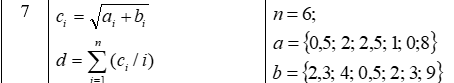 7
c_i = √(a_i + b_i)
d = ∑_{i=1}^{n} (c_i / i)
n = 6;
a = {0,5; 2; 2,5; 1; 0;8}
b = {2,3; 4; 0,5; 2; 3; 9}